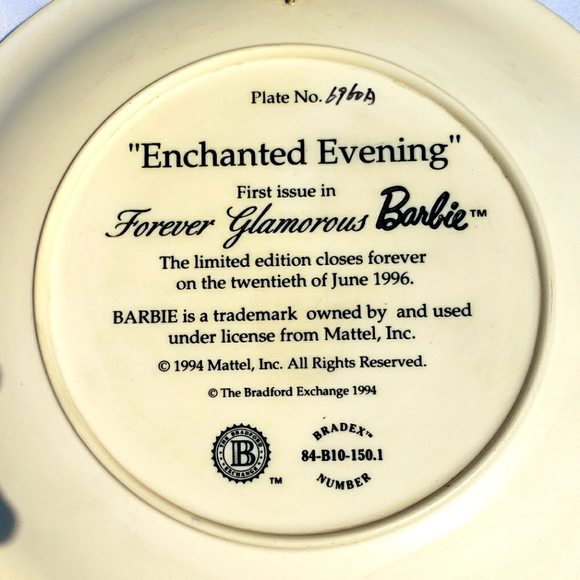 Plate No. 6960A
"Enchanted Evening"
First issue in
Forever Glamorous Barbie™
The limited edition closes forever
on the twentieth of June 1996.
BARBIE is a trademark owned by and used
under license from Mattel, Inc.
© 1994 Mattel, Inc. All Rights Reserved.
© The Bradford Exchange 1994
THE BRADFORD
B
EXCHANGE
TM
BRADEX™
84-B10-150.1
NUMBER